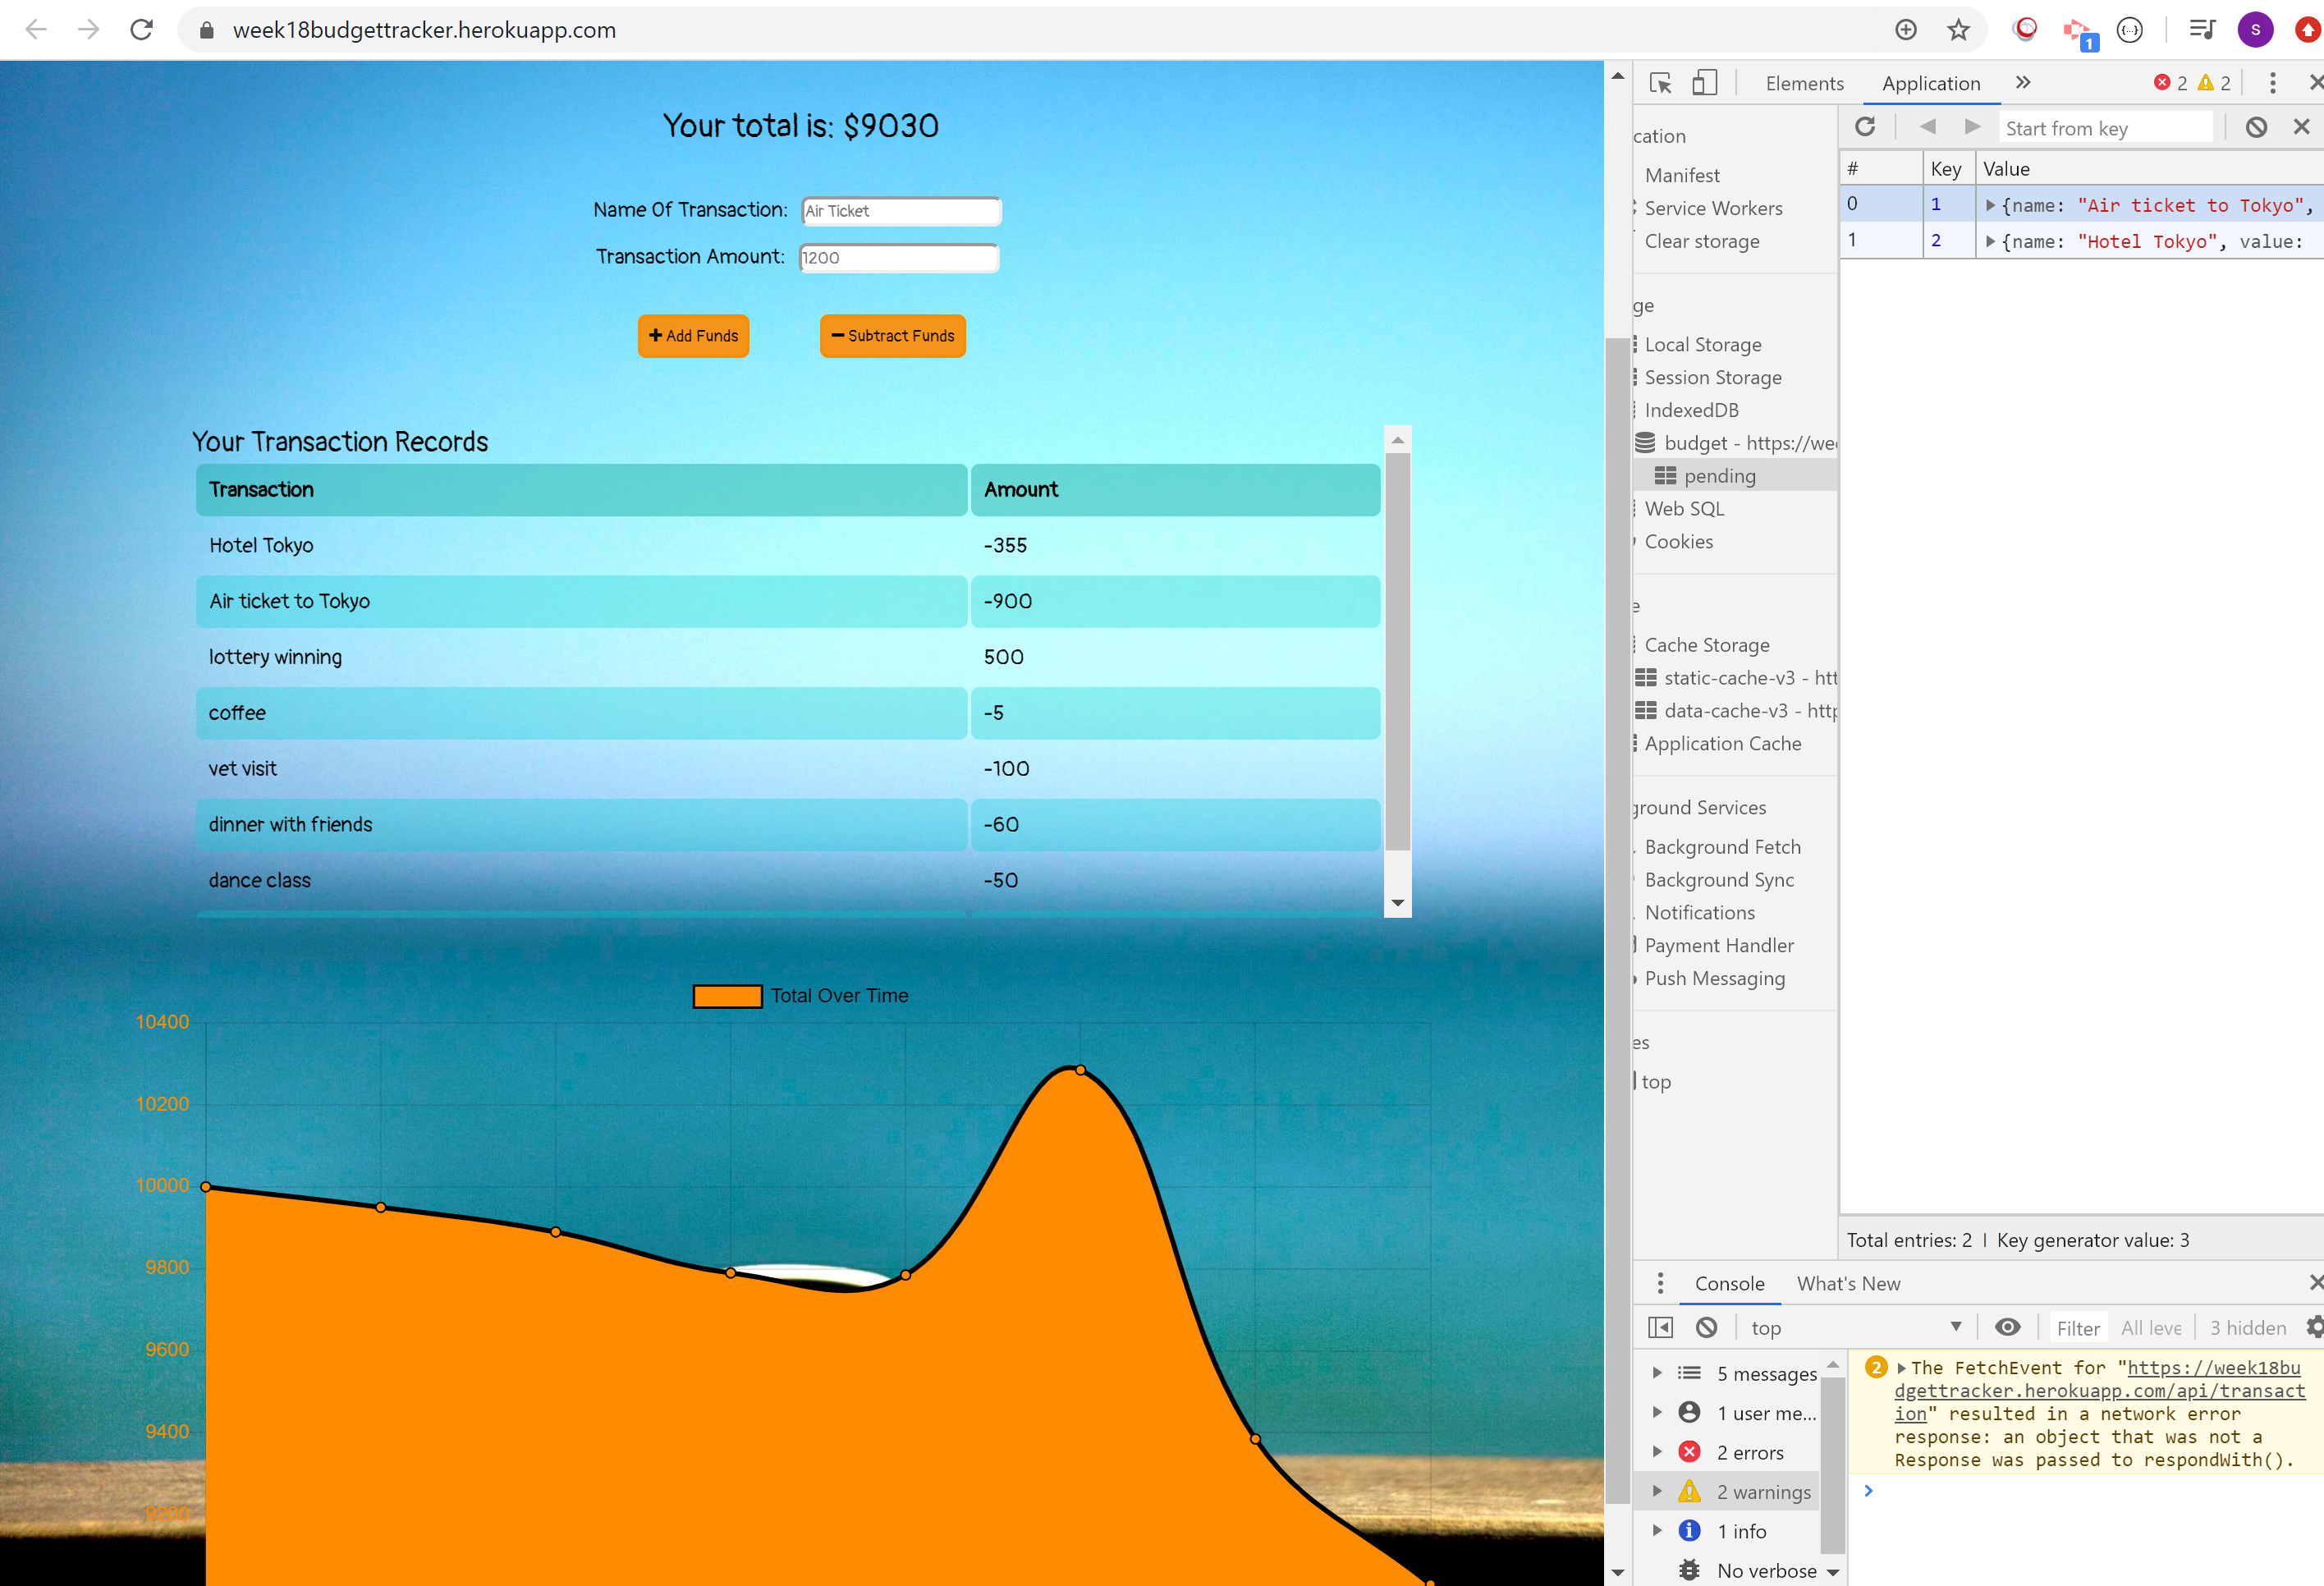 week18budgettracker.herokuapp.com
1
S
Your total is: $9030
Name Of Transaction: Air Ticket
Transaction Amount: 1200
Add Funds Subtract Funds
Your Transaction Records
Transaction Amount
Hotel Tokyo -355
Air ticket to Tokyo -900
lottery winning 500
coffee -5
vet visit -100
dinner with friends -60
dance class -50
Total Over Time
10400
10200
10000
9800
9600
9400
9200
Elements Application » 2 2
cation
Manifest
Service Workers
Clear storage
ge
Local Storage
Session Storage
IndexedDB
budget - https://wee
pending
Web SQL
Cookies
e
Cache Storage
static-cache-v3 - htt
data-cache-v3 - http
Application Cache
ground Services
Background Fetch
Background Sync
Notifications
Payment Handler
Push Messaging
es
top
Start from key
# Key Value
0 1 {name: "Air ticket to Tokyo",
1 2 {name: "Hotel Tokyo", value:
Total entries: 2 | Key generator value: 3
Console What's New
top Filter All leve 3 hidden
5 messages
1 user me...
2 errors
2 warnings
1 info
No verbose
2 The FetchEvent for "https://week18bu
dgettracker.herokuapp.com/api/transact
ion" resulted in a network error
response: an object that was not a
Response was passed to respondWith().
>